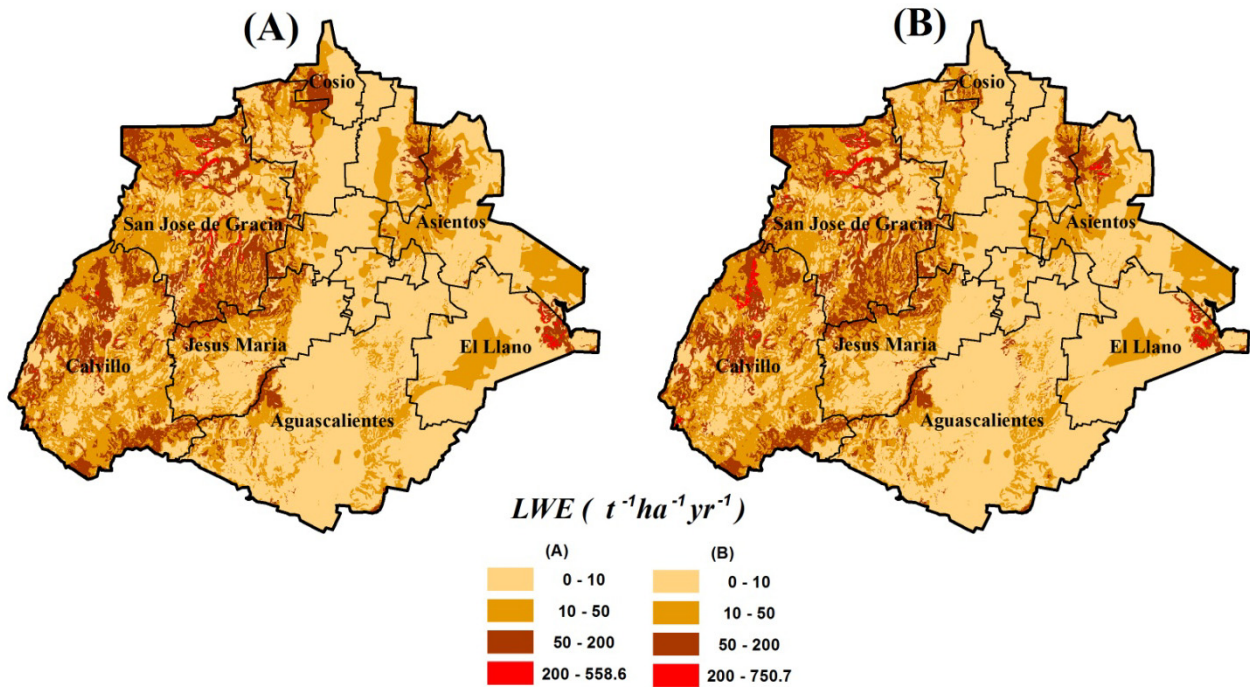 (A)
Cosio
San Jose de Gracia
Asientos
Jesus Maria
El Llano
Calvillo
Aguascalientes
(B)
Cosio
San Jose de Gracia
Asientos
Jesus Maria
El Llano
Calvillo
Aguascalientes
LWE ( t⁻¹ha⁻¹yr⁻¹)
(A)
0 - 10
10 - 50
50 - 200
200 - 558.6
(B)
0 - 10
10 - 50
50 - 200
200 - 750.7